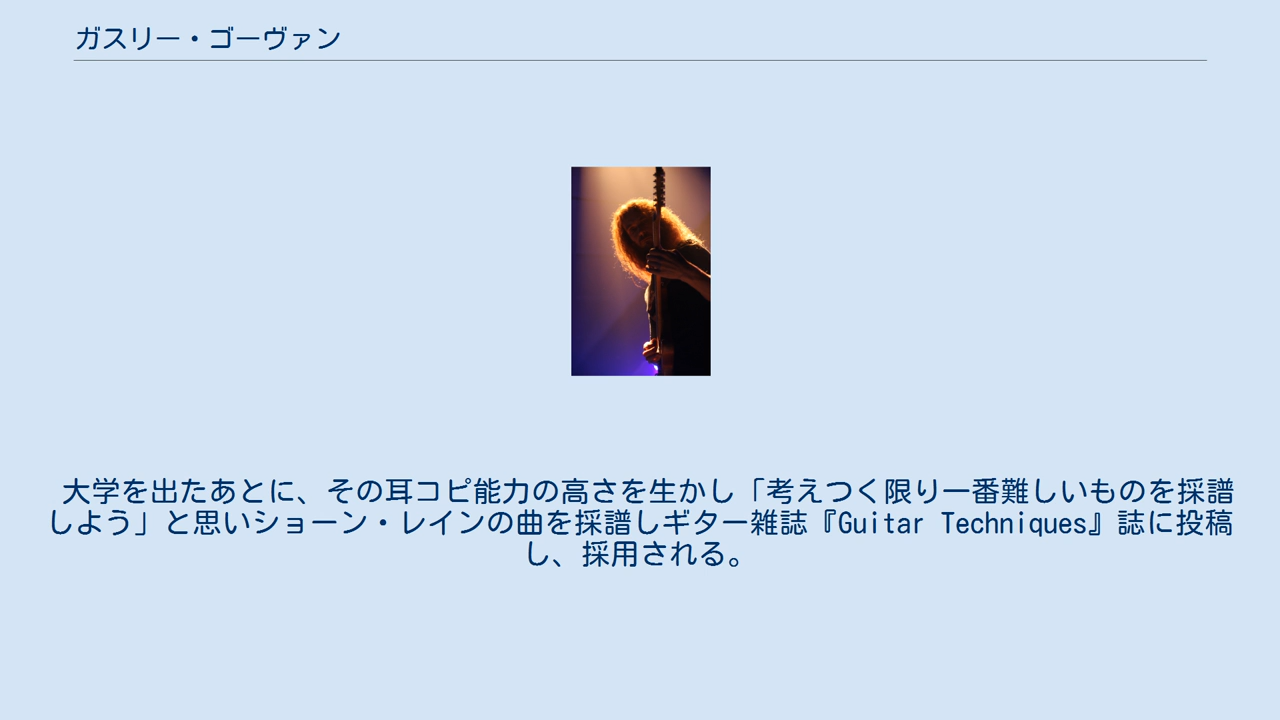 ガスリー・ゴーヴァン
大学を出たあとに、その耳コピ能力の高さを生かし「考えつく限り一番難しいものを採譜
しよう」と思いショーン・レインの曲を採譜しギター雑誌『Guitar Techniques』誌に投稿
し、採用される。